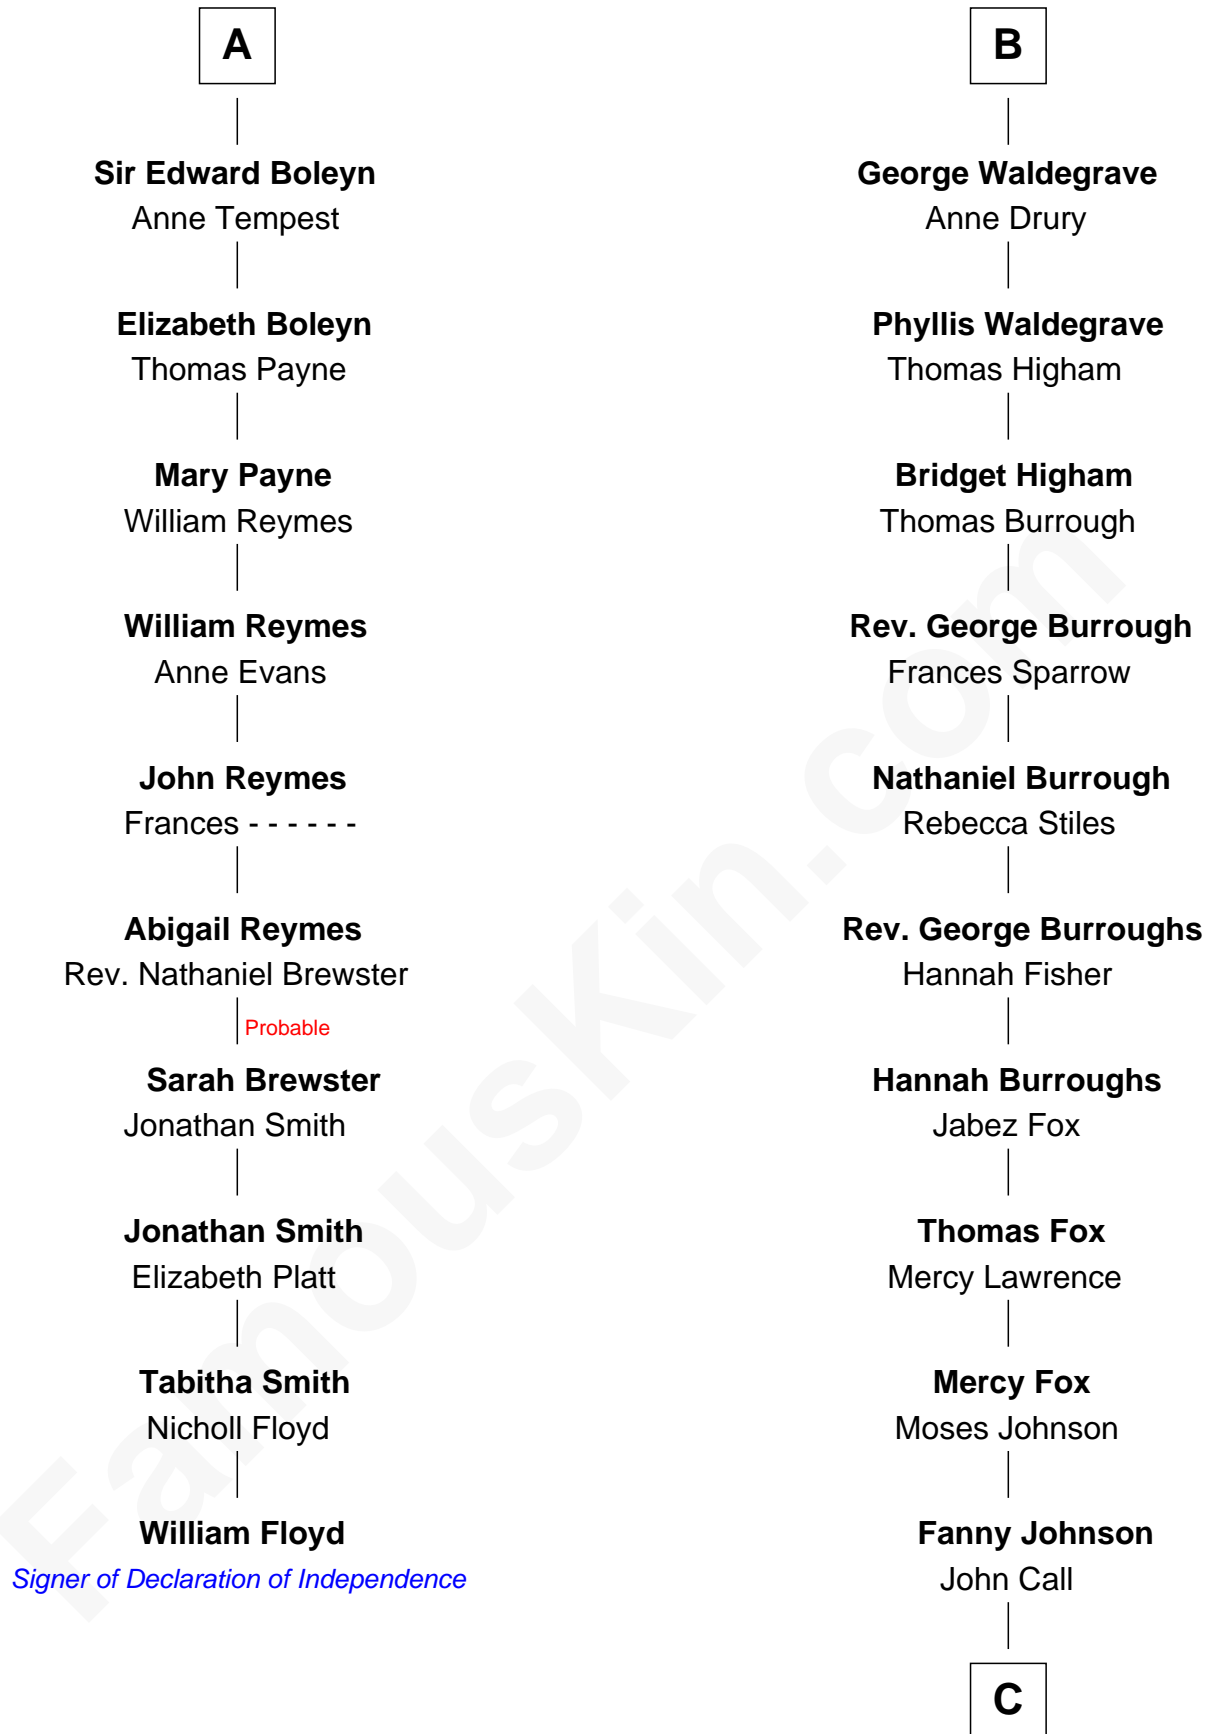 A
Sir Edward Boleyn
Anne Tempest
Elizabeth Boleyn
Thomas Payne
Mary Payne
William Reymes
William Reymes
Anne Evans
John Reymes
Frances - - - - - -
Abigail Reymes
Rev. Nathaniel Brewster
Probable
Sarah Brewster
Jonathan Smith
Jonathan Smith
Elizabeth Platt
Tabitha Smith
Nicholl Floyd
William Floyd
Signer of Declaration of Independence
B
George Waldegrave
Anne Drury
Phyllis Waldegrave
Thomas Higham
Bridget Higham
Thomas Burrough
Rev. George Burrough
Frances Sparrow
Nathaniel Burrough
Rebecca Stiles
Rev. George Burroughs
Hannah Fisher
Hannah Burroughs
Jabez Fox
Thomas Fox
Mercy Lawrence
Mercy Fox
Moses Johnson
Fanny Johnson
John Call
C
FamousKin.com